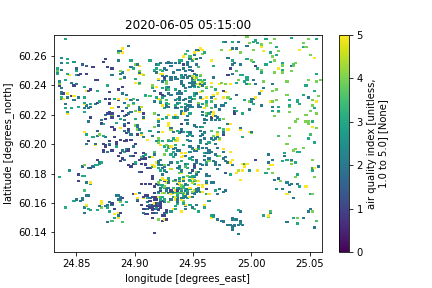 2020-06-05 05:15:00
60.26
60.24
60.22
60.20
60.18
60.16
60.14
latitude [degrees_north]
24.85 24.90 24.95 25.00 25.05
longitude [degrees_east]
5
4
3
2
1
0
air quality index [unitless,
1.0 to 5.0] [None]